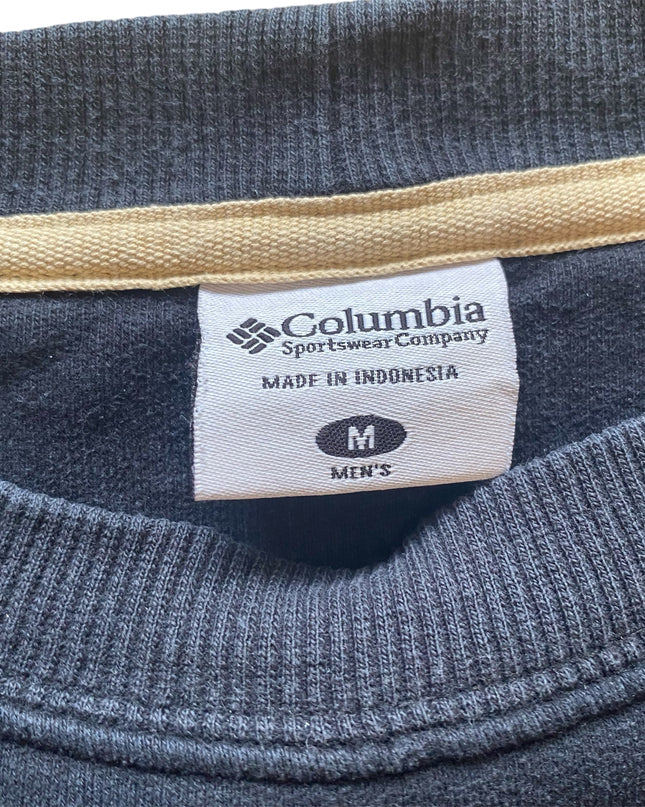 Columbia
Sportswear Company
MADE IN INDONESIA
M
MEN'S